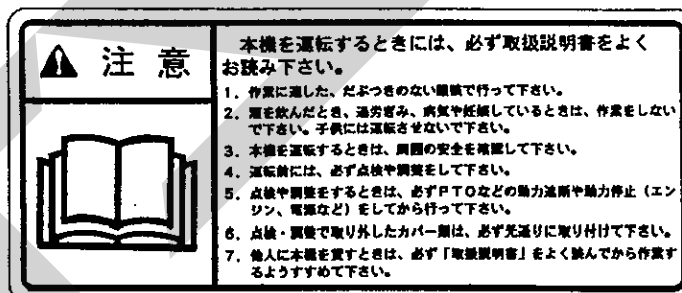 注意
本機を運転するときには、必ず取扱説明書をよく
お読み下さい。
1. 作業に適した、だぶつきのない服装で行って下さい。
2. 酒を飲んだとき、過労ぎみ、病気や妊娠しているときは、作業をしない
で下さい。子供には運転させないで下さい。
3. 本機を運転するときは、周囲の安全を確認して下さい。
4. 運転前には、必ず点検や調整をして下さい。
5. 点検や調整をするときは、必ずPTOなどの動力遮断や動力停止（エン
ジン、電源など）をしてから行って下さい。
6. 点検・調整で取り外したカバー類は、必ず元通りに取り付けて下さい。
7. 他人に本機を貸すときは、必ず「取扱説明書」をよく読んでから作業す
るようすすめて下さい。